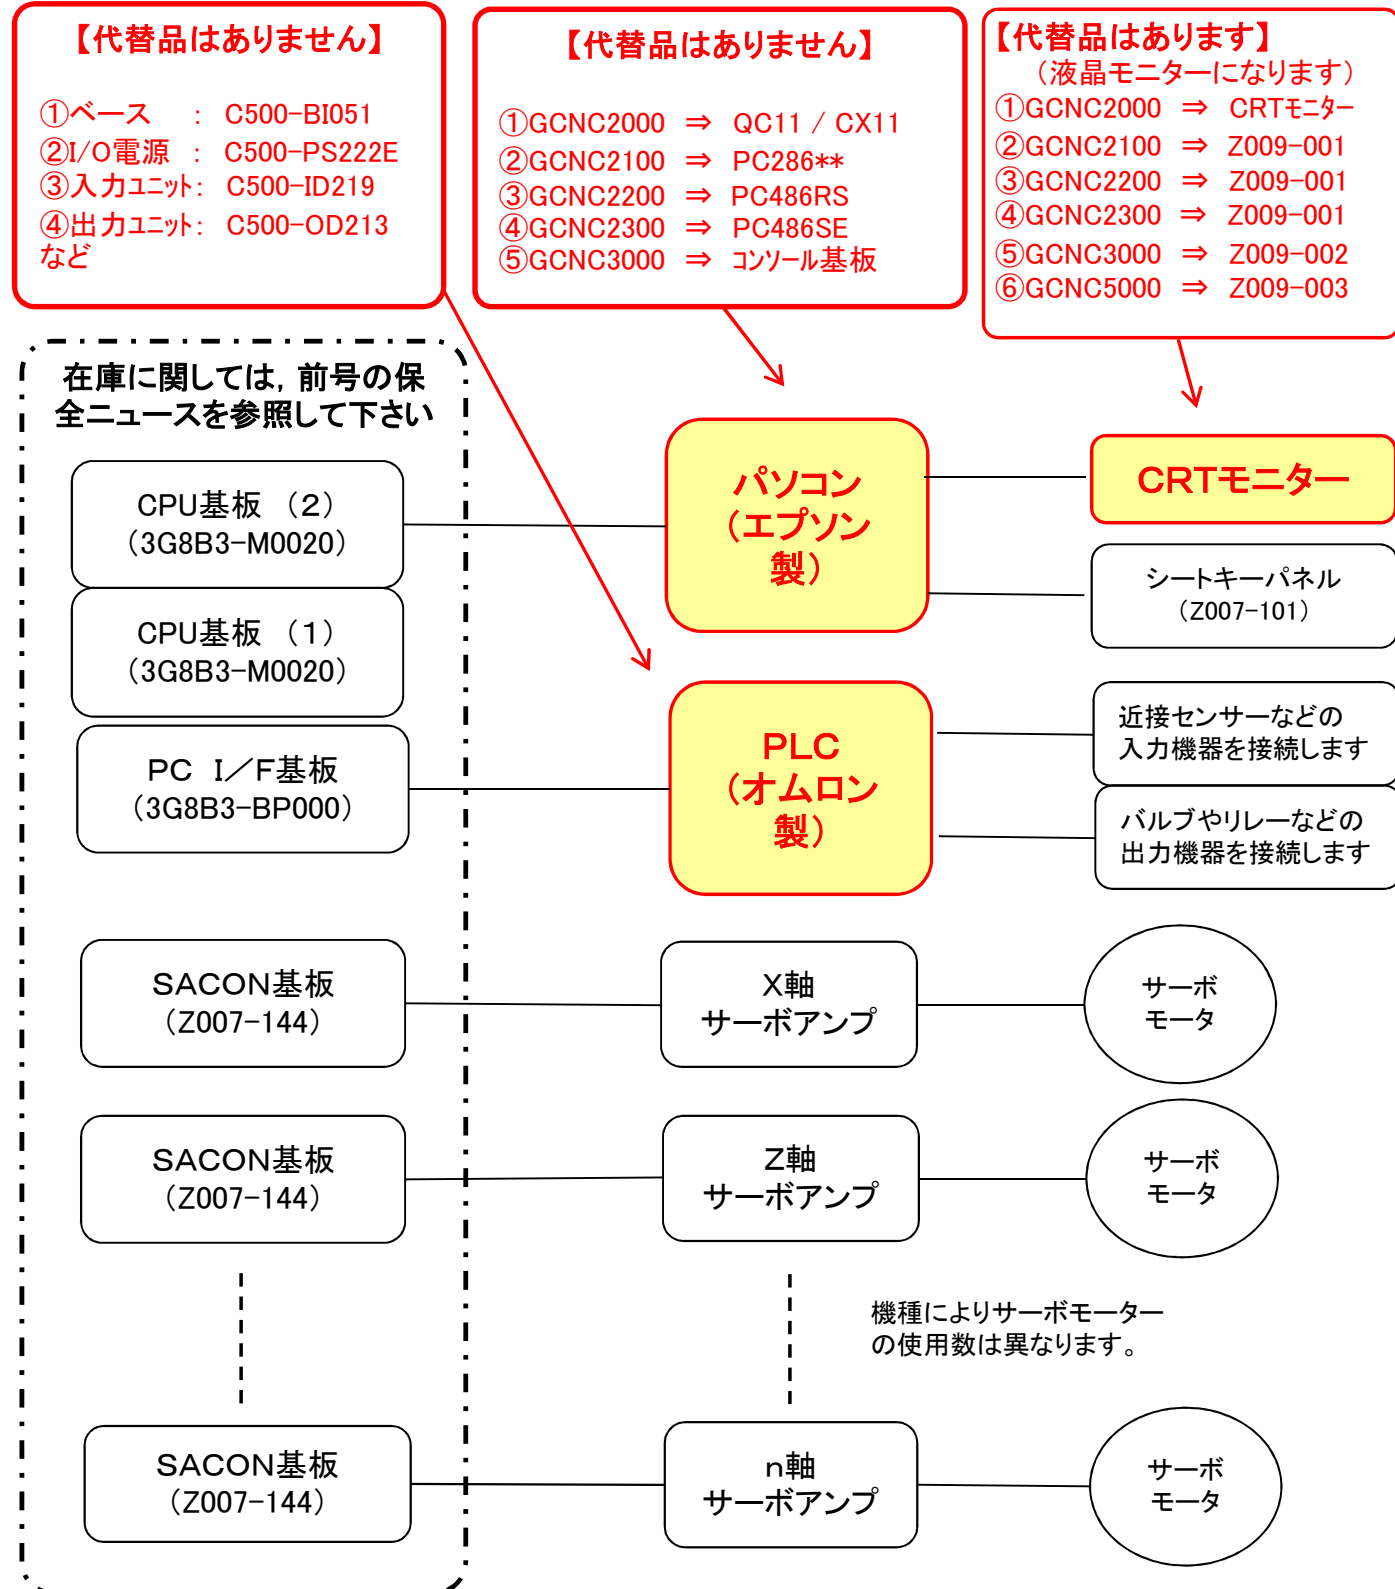 【代替品はありません】
①ベース : C500-BI051
②I/O電源 : C500-PS222E
③入力ユニット: C500-ID219
④出力ユニット: C500-OD213
など
【代替品はありません】
①GCNC2000 ⇒ QC11 / CX11
②GCNC2100 ⇒ PC286**
③GCNC2200 ⇒ PC486RS
④GCNC2300 ⇒ PC486SE
⑤GCNC3000 ⇒ コンソール基板
【代替品はあります】
(液晶モニターになります)
①GCNC2000 ⇒ CRTモニター
②GCNC2100 ⇒ Z009-001
③GCNC2200 ⇒ Z009-001
④GCNC2300 ⇒ Z009-001
⑤GCNC3000 ⇒ Z009-002
⑥GCNC5000 ⇒ Z009-003
在庫に関しては,前号の保
全ニュースを参照して下さい
CPU基板 (2)
(3G8B3-M0020)
パソコン
(エプソン
製)
CRTモニター
シートキーパネル
(Z007-101)
CPU基板 (1)
(3G8B3-M0020)
PC I/F基板
(3G8B3-BP000)
PLC
(オムロン
製)
近接センサーなどの
入力機器を接続します
バルブやリレーなどの
出力機器を接続します
SACON基板
(Z007-144)
X軸
サーボアンプ
サーボ
モータ
SACON基板
(Z007-144)
Z軸
サーボアンプ
サーボ
モータ
機種によりサーボモーター
の使用数は異なります。
SACON基板
(Z007-144)
n軸
サーボアンプ
サーボ
モータ